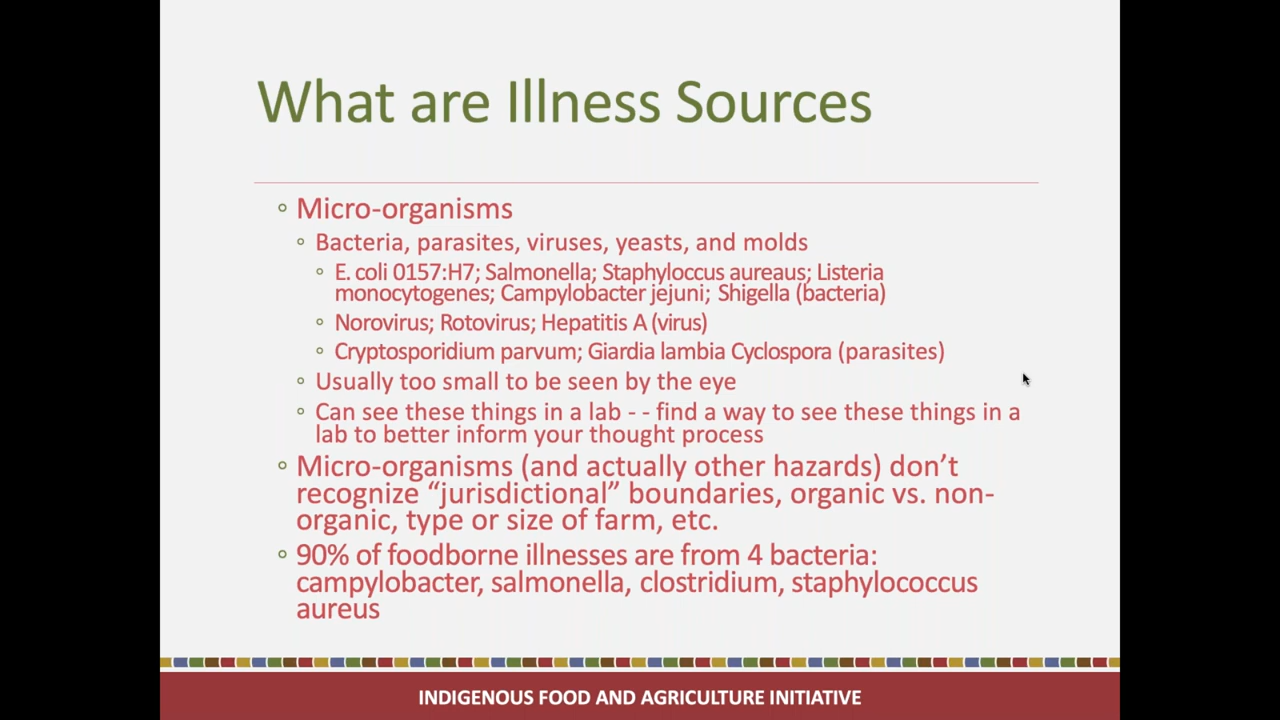 What are Illness Sources
Micro-organisms
Bacteria, parasites, viruses, yeasts, and molds
E. coli 0157:H7; Salmonella; Staphyloccus aureaus; Listeria
monocytogenes; Campylobacter jejuni; Shigella (bacteria)
Norovirus; Rotovirus; Hepatitis A (virus)
Cryptosporidium parvum; Giardia lambia Cyclospora (parasites)
Usually too small to be seen by the eye
Can see these things in a lab - - find a way to see these things in a
lab to better inform your thought process
Micro-organisms (and actually other hazards) don’t
recognize “jurisdictional” boundaries, organic vs. non-
organic, type or size of farm, etc.
90% of foodborne illnesses are from 4 bacteria:
campylobacter, salmonella, clostridium, staphylococcus
aureus
INDIGENOUS FOOD AND AGRICULTURE INITIATIVE